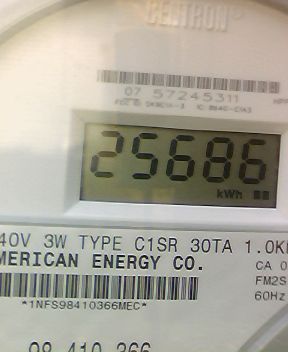 CENTRON®
07 57245311
25686
kWh
40V 3W TYPE C1SR 30TA 1.0K
MERICAN ENERGY CO.
CA 0
FM2S
60Hz
*1NFS98410366MEC*
98 410 366